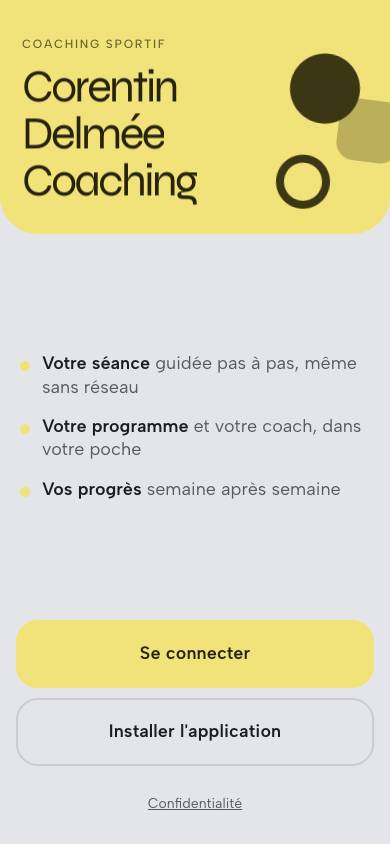 COACHING SPORTIF
Corentin
Delmée
Coaching
Votre séance guidée pas à pas, même
sans réseau
Votre programme et votre coach, dans
votre poche
Vos progrès semaine après semaine
Se connecter
Installer l'application
Confidentialité